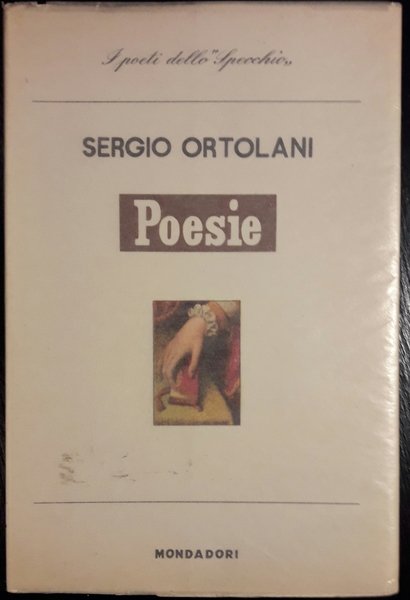 I poeti dello "Specchio„
SERGIO ORTOLANI
Poesie
MONDADORI